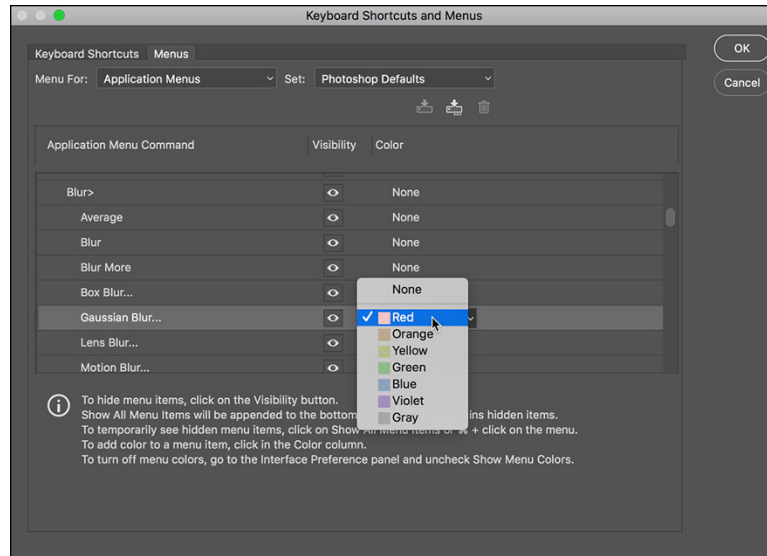 Keyboard Shortcuts and Menus
Keyboard Shortcuts Menus
OK
Menu For: Application Menus Set: Photoshop Defaults
Cancel
Application Menu Command Visibility Color
Blur> None
Average None
Blur None
Blur More None
Box Blur... None
Gaussian Blur... Red
Lens Blur... Orange
Yellow
Motion Blur... Green
Blue
Violet
Gray
To hide menu items, click on the Visibility button.
Show All Menu Items will be appended to the bottom ins hidden items.
To temporarily see hidden menu items, click on Show All Menu Items or ⌘ + click on the menu.
To add color to a menu item, click in the Color column.
To turn off menu colors, go to the Interface Preference panel and uncheck Show Menu Colors.